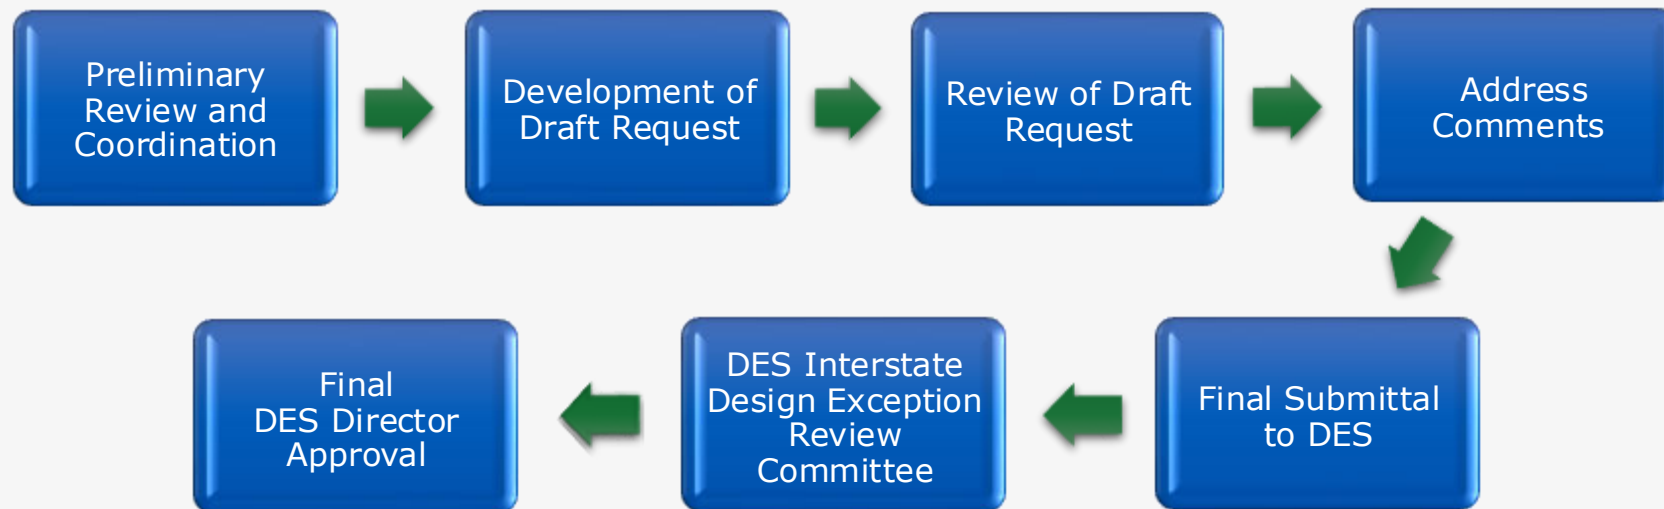 Preliminary
Review and
Coordination
Development of
Draft Request
Review of Draft
Request
Address
Comments
Final Submittal
to DES
DES Interstate
Design Exception
Review
Committee
Final
DES Director
Approval